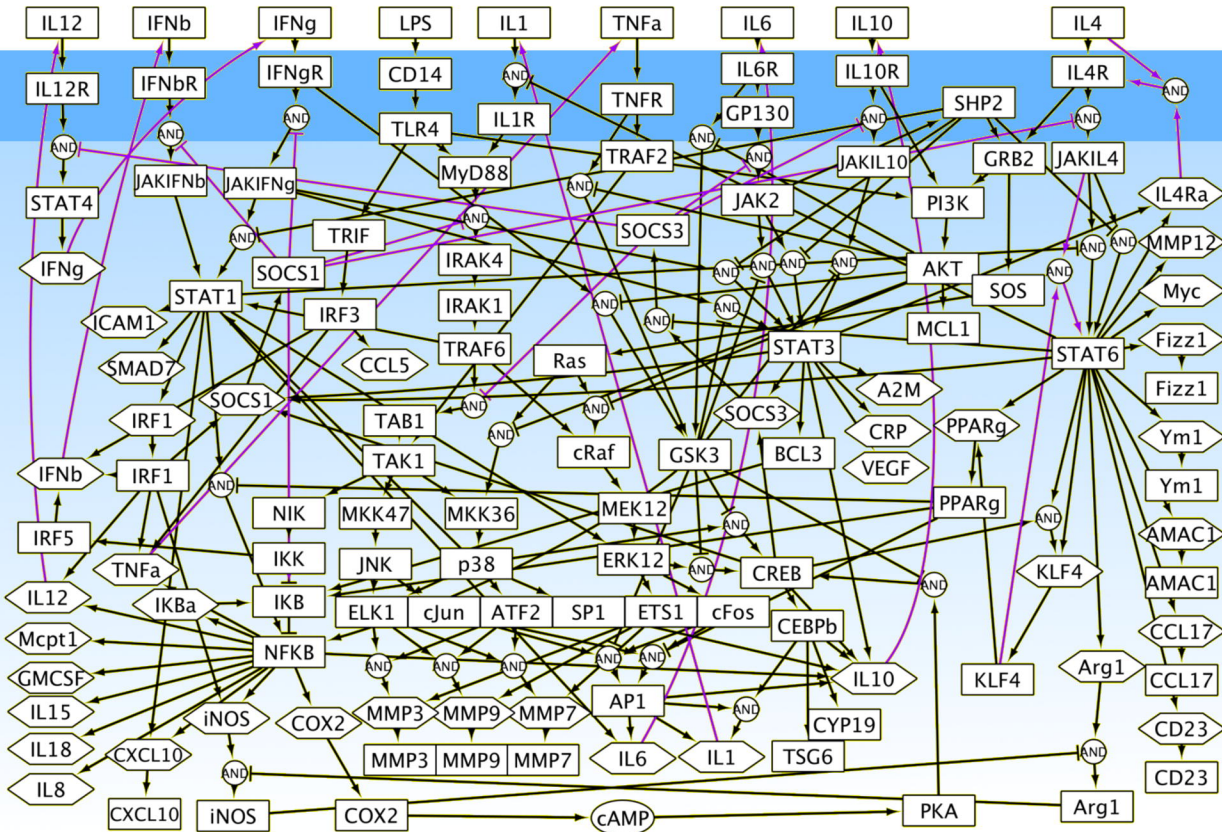 IL12 IFNb IFNg LPS IL1 TNFa IL6 IL10 IL4
IL12R IFNbR IFNgR CD14 AND TNFR IL6R IL10R IL4R AND
AND AND AND TLR4 IL1R AND GP130 AND SHP2 AND
STAT4 JAKIFNb JAKIFNg MyD88 TRAF2 AND JAKIL10 GRB2 JAKIL4
IFNg AND TRIF AND SOCS3 AND JAK2 PI3K IL4Ra
SOCS1 IRAK4 AND AND AND AND AKT AND AND AND MMP12
STAT1 IRF3 IRAK1 AND AND AND SOS Myc
ICAM1 TRAF6 Ras STAT3 MCL1 STAT6 Fizz1
SMAD7 CCL5 A2M Fizz1
SOCS1 TAB1 AND AND SOCS3 PPARg
IRF1 AND cRaf CRP Ym1
IFNb IRF1 AND TAK1 GSK3 BCL3 VEGF Ym1
NIK MKK47 MKK36 MEK12 AND PPARg AND
IRF5 IKK AMAC1
TNFa JNK p38 ERK12 AND CREB AND KLF4 AMAC1
IL12 IKBa IKB ELK1 cJun ATF2 SP1 ETS1 cFos CEBPb CCL17
Mcpt1 NFKB AND AND AND AND AND IL10 KLF4 Arg1 CCL17
GMCSF
IL15 iNOS COX2 MMP3 MMP9 MMP7 AP1 AND CYP19 CD23
IL18 CXCL10 MMP3 MMP9 MMP7 IL6 IL1 TSG6 AND CD23
IL8 AND
CXCL10 iNOS COX2 cAMP PKA Arg1